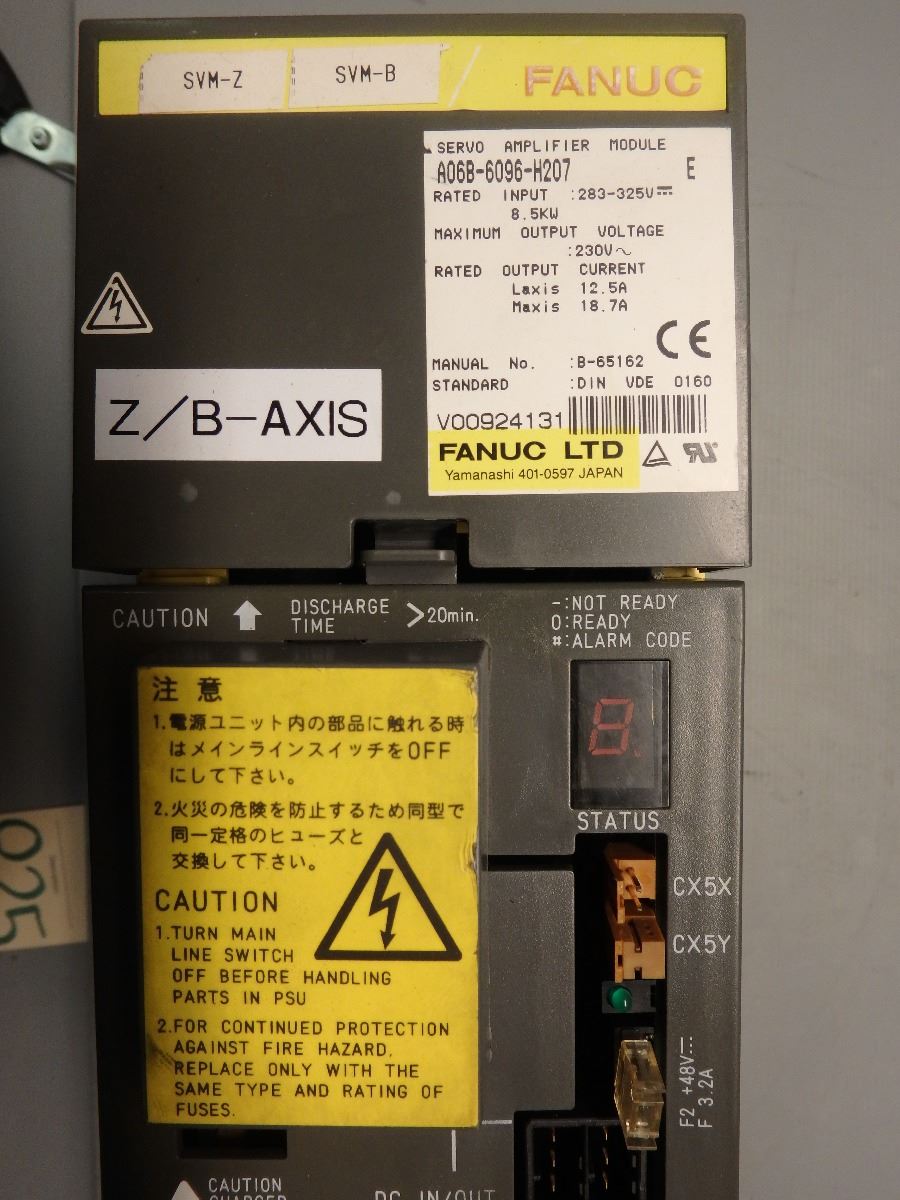 SVM-Z SVM-B FANUC
SERVO AMPLIFIER MODULE
A06B-6096-H207 E
RATED INPUT :283-325V⎓
8.5KW
MAXIMUM OUTPUT VOLTAGE
:230V~
RATED OUTPUT CURRENT
Laxis 12.5A
Maxis 18.7A
CE
MANUAL No. :B-65162
STANDARD :DIN VDE 0160
V00924131
FANUC LTD
Yamanashi 401-0597 JAPAN
Z/B-AXIS
CAUTION ↑ DISCHARGE TIME >20min.
-:NOT READY
0:READY
#:ALARM CODE
8.
STATUS
注意
1.電源ユニット内の部品に触れる時
はメインラインスイッチをOFF
にして下さい。
2.火災の危険を防止するため同型で
同一定格のヒューズと
交換して下さい。
CAUTION
1.TURN MAIN
LINE SWITCH
OFF BEFORE HANDLING
PARTS IN PSU
2.FOR CONTINUED PROTECTION
AGAINST FIRE HAZARD,
REPLACE ONLY WITH THE
SAME TYPE AND RATING OF
FUSES.
CX5X
CX5Y
F2 +48V⎓
F 3.2A
025
CAUTION
CHARGED
DC IN/OUT